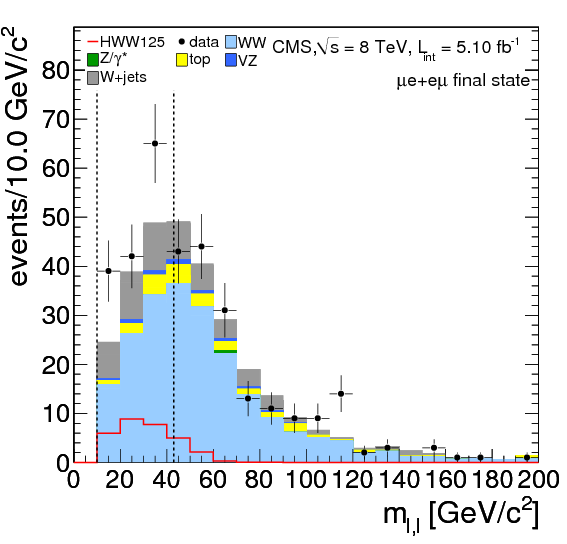 HWW125 data WW CMS,√s = 8 TeV, L_int = 5.10 fb⁻¹
Z/γ* top VZ
W+jets μe+eμ final state
events/10.0 GeV/c²
80
70
60
50
40
30
20
10
0
0 20 40 60 80 100 120 140 160 180 200
m_l,l [GeV/c²]